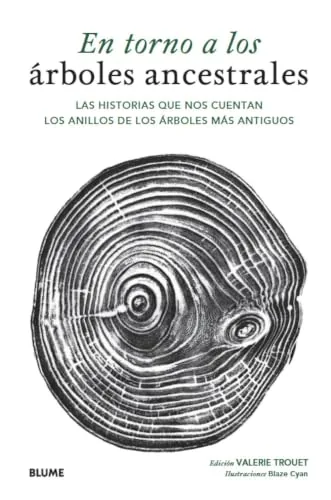 En torno a los
árboles ancestrales
LAS HISTORIAS QUE NOS CUENTAN
LOS ANILLOS DE LOS ÁRBOLES MÁS ANTIGUOS
Edición VALERIE TROUET
Ilustraciones Blaze Cyan
BLUME